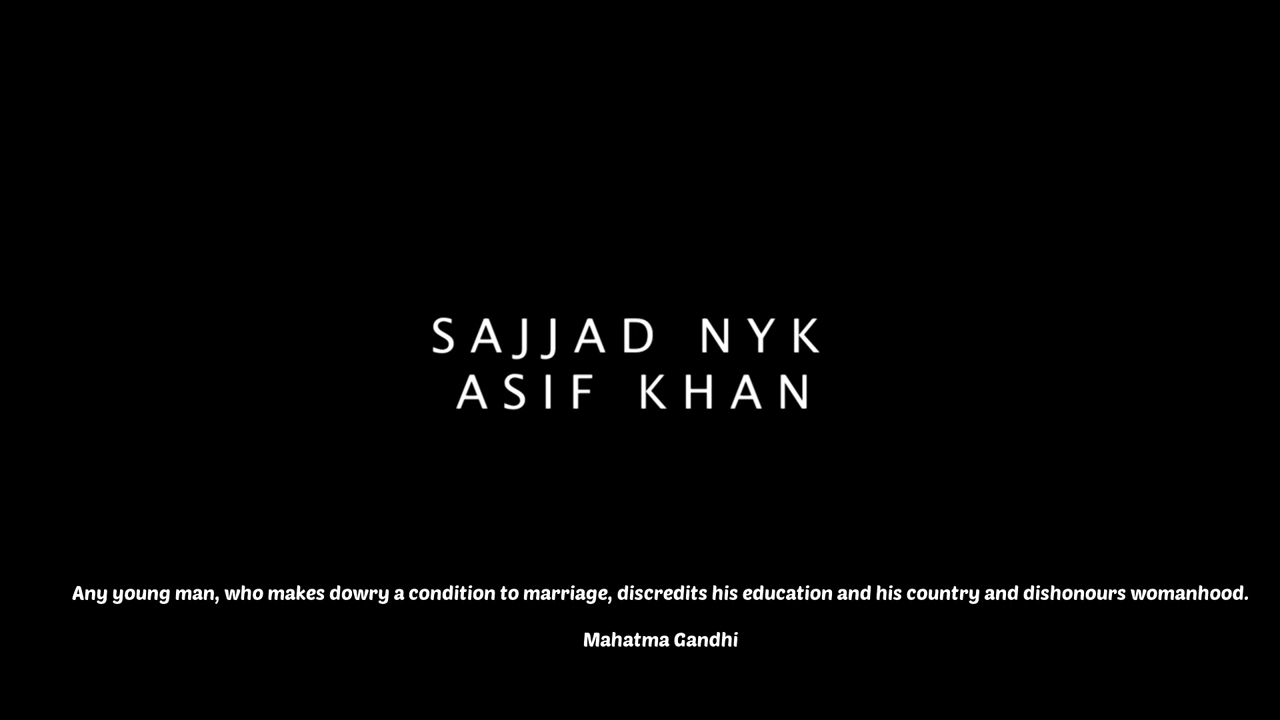 SAJJAD NYK
ASIF KHAN
Any young man, who makes dowry a condition to marriage, discredits his education and his country and dishonours womanhood.
Mahatma Gandhi